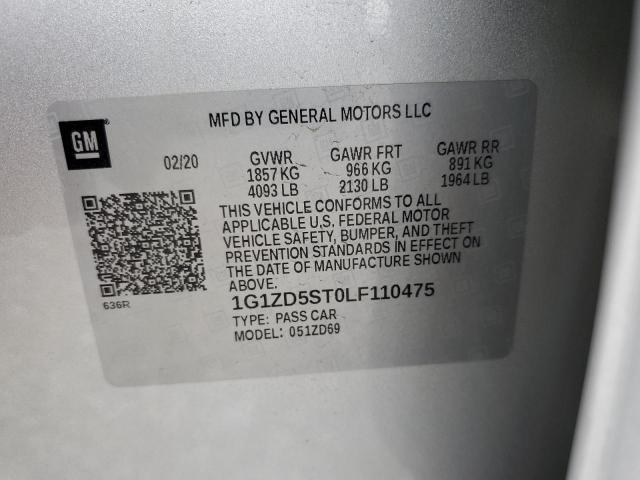 MFD BY GENERAL MOTORS LLC
GM
02/20 GVWR GAWR FRT GAWR RR
1857 KG 966 KG 891 KG
4093 LB 2130 LB 1964 LB
THIS VEHICLE CONFORMS TO ALL
APPLICABLE U.S. FEDERAL MOTOR
VEHICLE SAFETY, BUMPER, AND THEFT
PREVENTION STANDARDS IN EFFECT ON
THE DATE OF MANUFACTURE SHOWN
ABOVE.
636R
1G1ZD5ST0LF110475
TYPE: PASS CAR
MODEL: 051ZD69